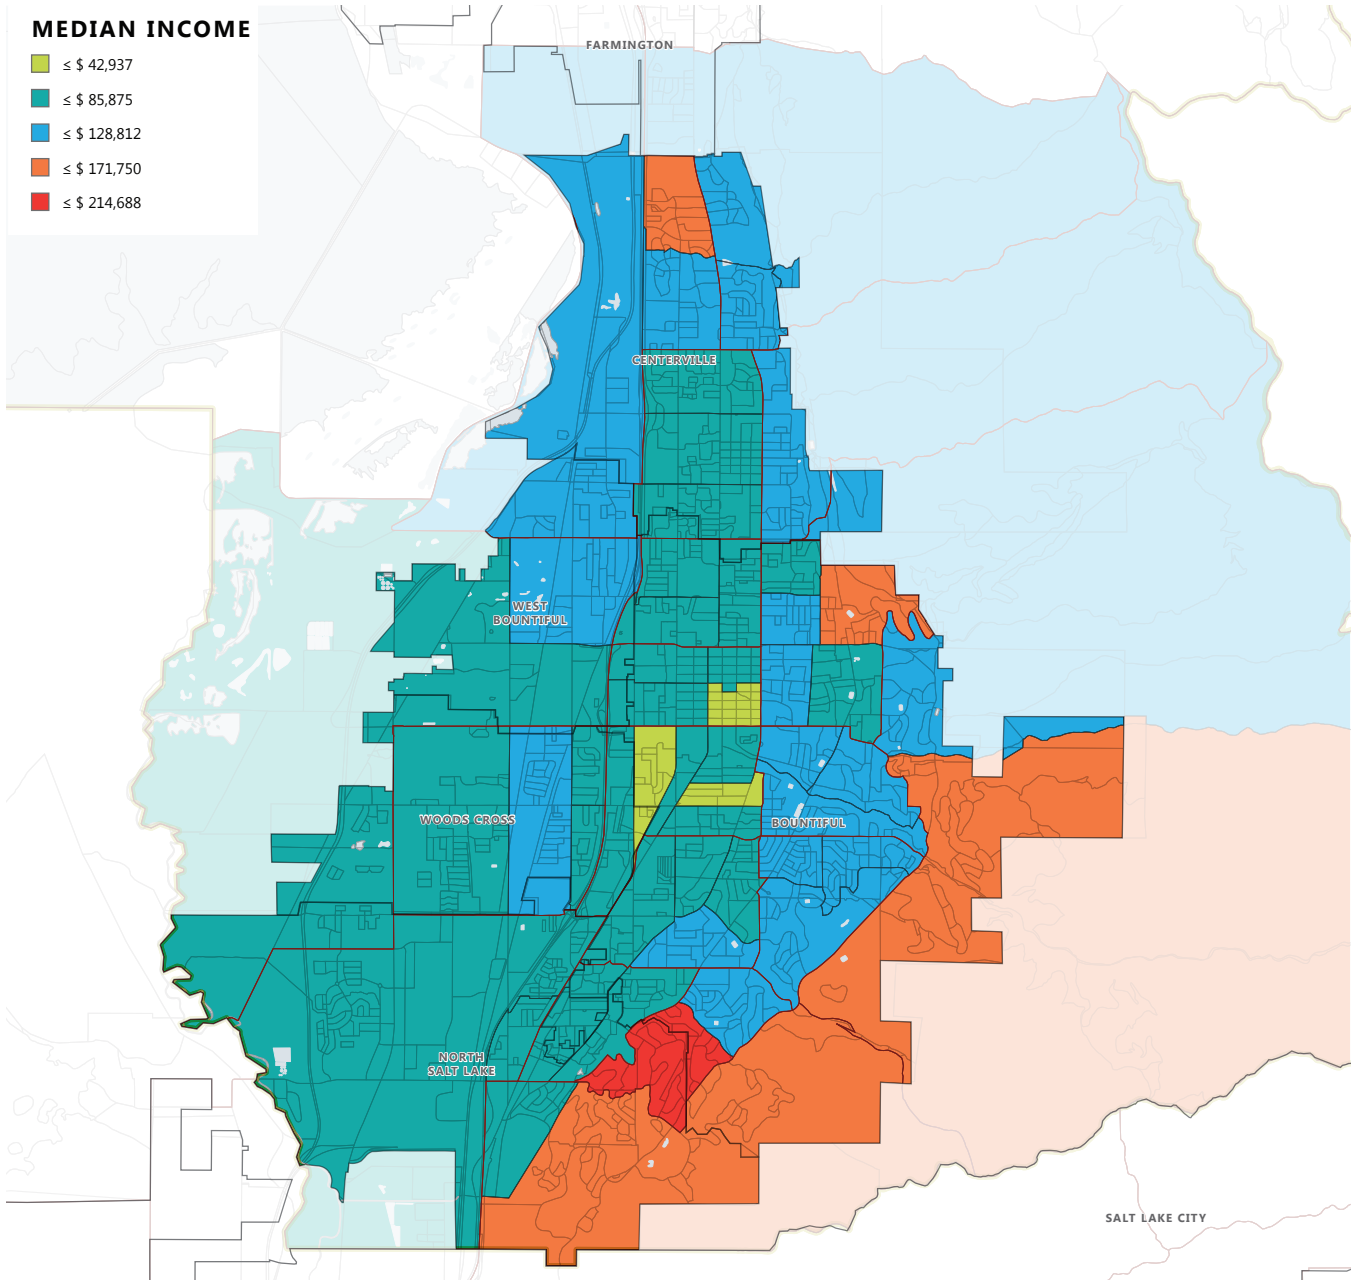 MEDIAN INCOME
≤ $ 42,937
≤ $ 85,875
≤ $ 128,812
≤ $ 171,750
≤ $ 214,688
FARMINGTON
CENTERVILLE
WEST
BOUNTIFUL
WOODS CROSS
BOUNTIFUL
NORTH
SALT LAKE
SALT LAKE CITY